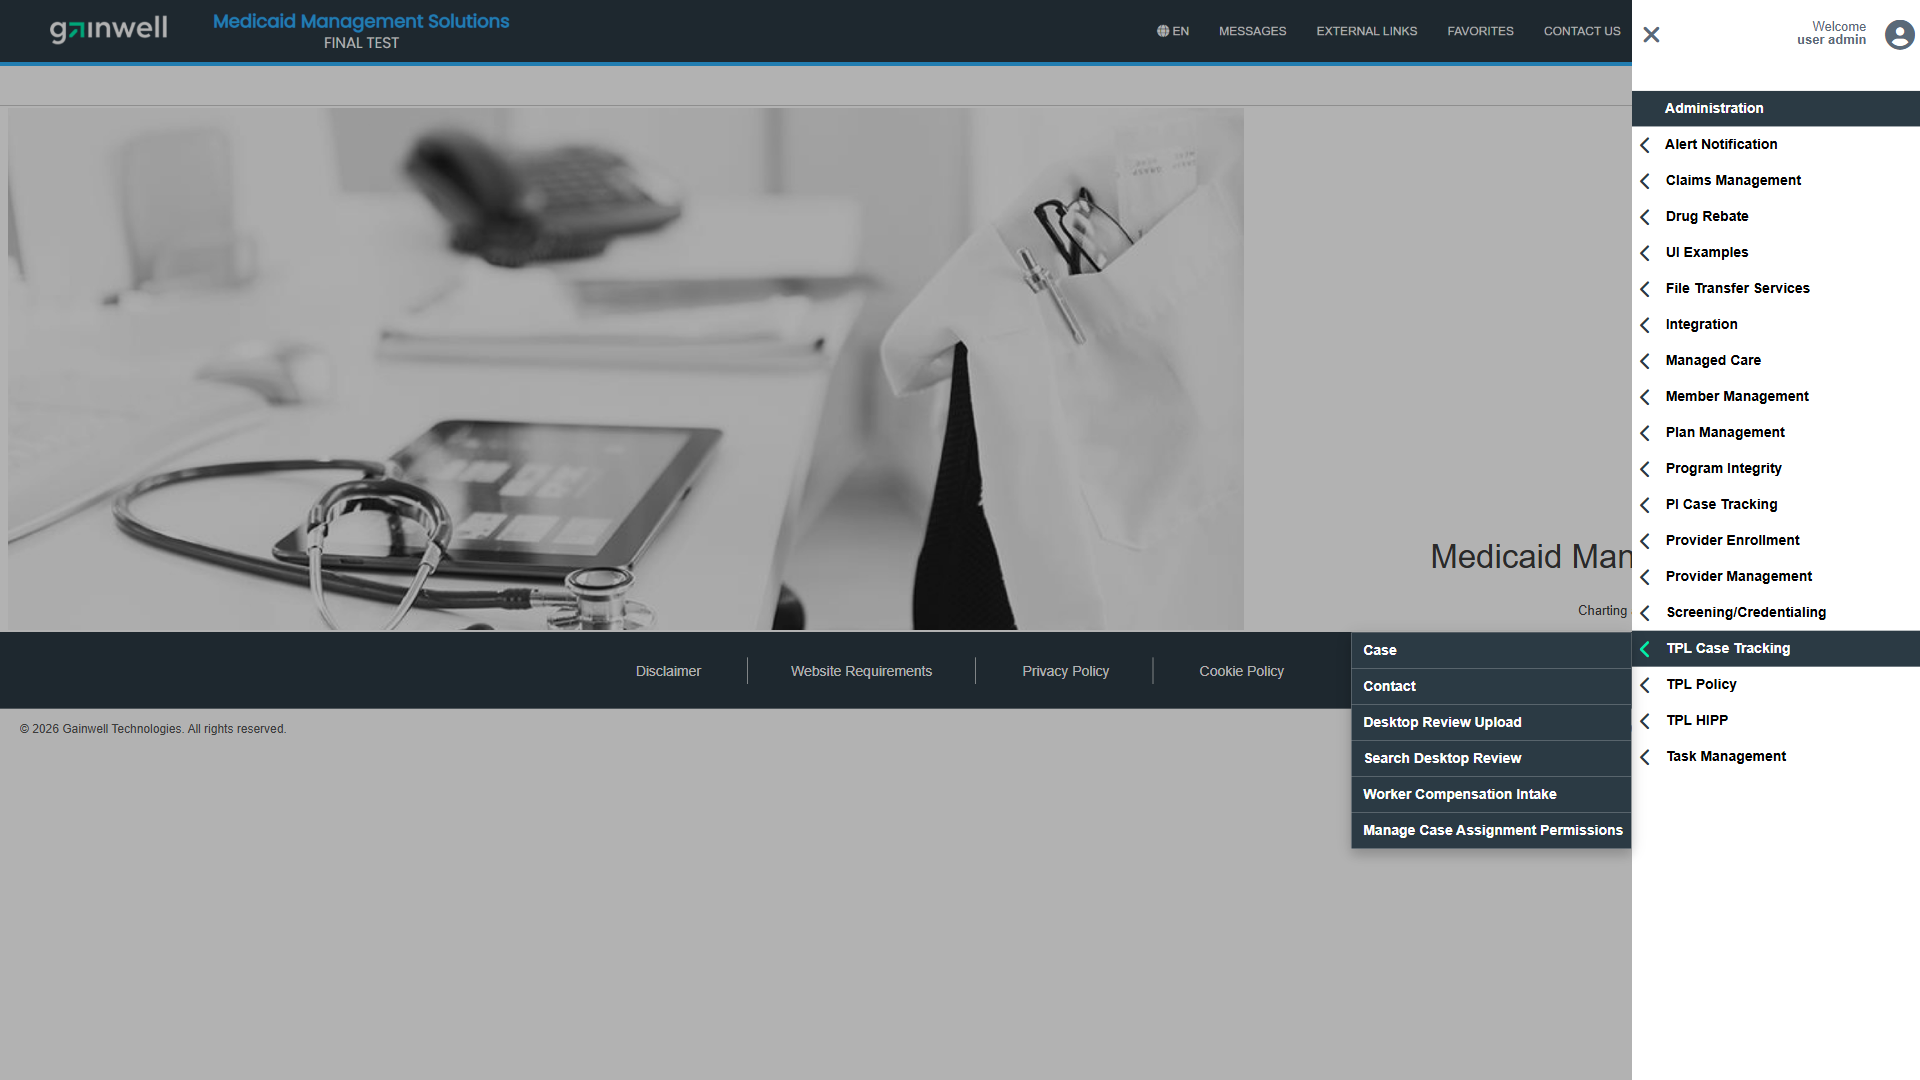 gainwell
Medicaid Management Solutions
FINAL TEST
EN
MESSAGES
EXTERNAL LINKS
FAVORITES
CONTACT US
Welcome
user admin
Administration
Alert Notification
Claims Management
Drug Rebate
UI Examples
File Transfer Services
Integration
Managed Care
Member Management
Plan Management
Program Integrity
PI Case Tracking
Provider Enrollment
Provider Management
Screening/Credentialing
TPL Case Tracking
TPL Policy
TPL HIPP
Task Management
Medicaid Man
Charting
Case
Contact
Desktop Review Upload
Search Desktop Review
Worker Compensation Intake
Manage Case Assignment Permissions
Disclaimer
Website Requirements
Privacy Policy
Cookie Policy
© 2026 Gainwell Technologies. All rights reserved.